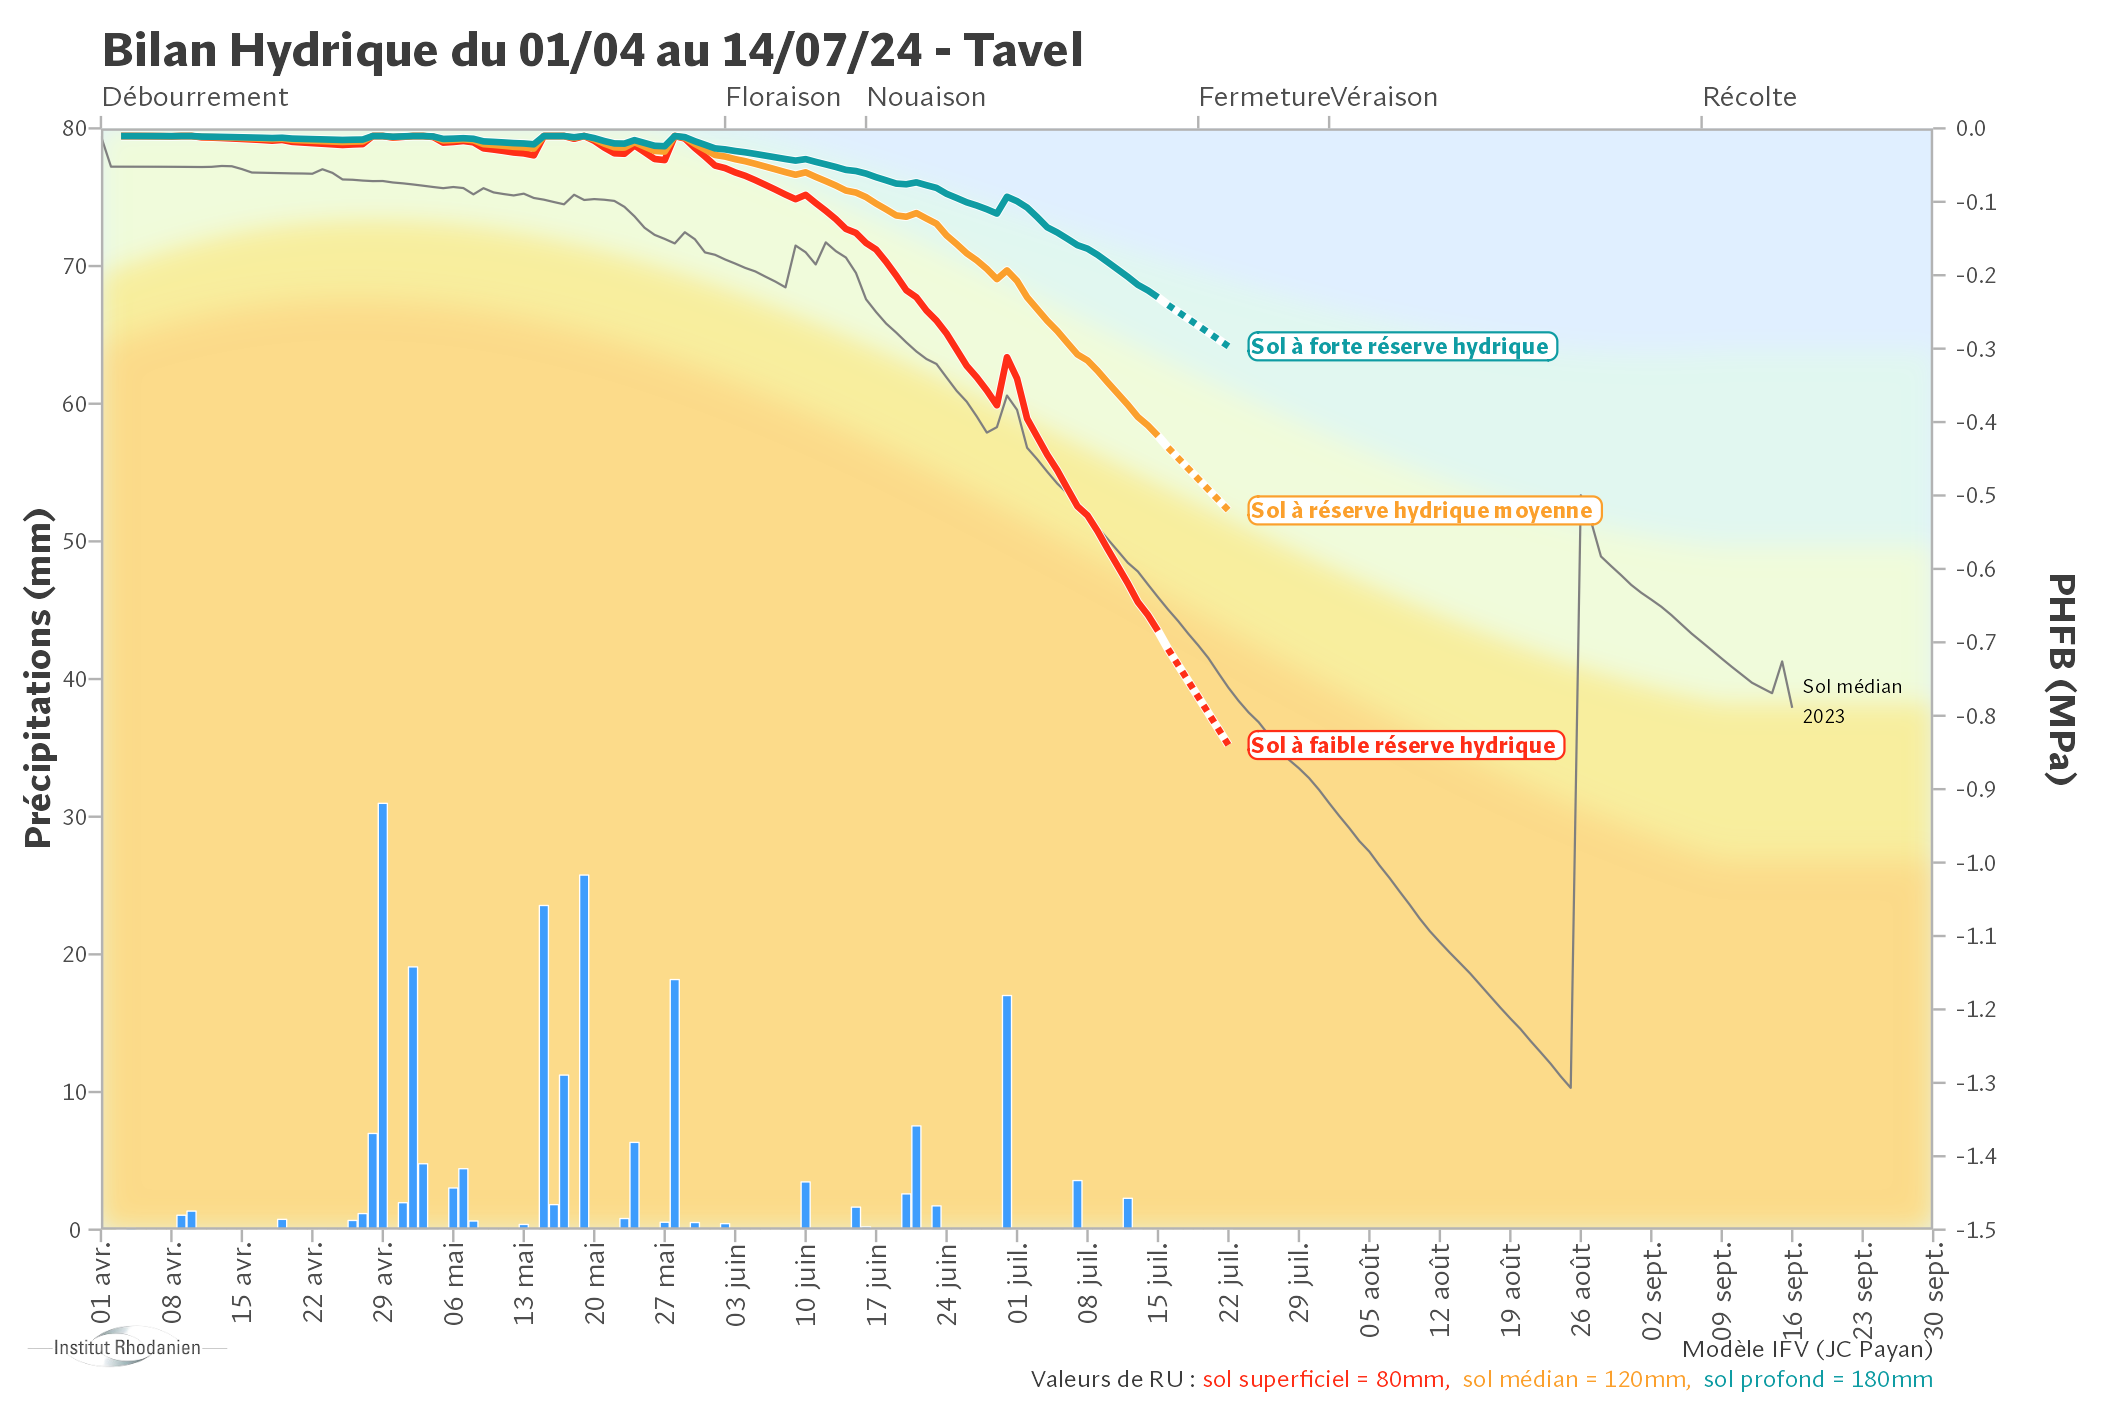 Bilan Hydrique du 01/04 au 14/07/24 - Tavel
Débourrement Floraison Nouaison Fermeture Véraison Récolte
80
70
60
50
40
30
20
10
0
Précipitations (mm)
0.0
-0.1
-0.2
-0.3
-0.4
-0.5
-0.6
-0.7
-0.8
-0.9
-1.0
-1.1
-1.2
-1.3
-1.4
-1.5
PHFB (MPa)
Sol à forte réserve hydrique
Sol à réserve hydrique moyenne
Sol à faible réserve hydrique
Sol médian
2023
01 avr.
08 avr.
15 avr.
22 avr.
29 avr.
06 mai
13 mai
20 mai
27 mai
03 juin
10 juin
17 juin
24 juin
01 juil.
08 juil.
15 juil.
22 juil.
29 juil.
05 août
12 août
19 août
26 août
02 sept.
09 sept.
16 sept.
23 sept.
30 sept.
Institut Rhodanien
Modèle IFV (JC Payan)
Valeurs de RU : sol superficiel = 80mm, sol médian = 120mm, sol profond = 180mm